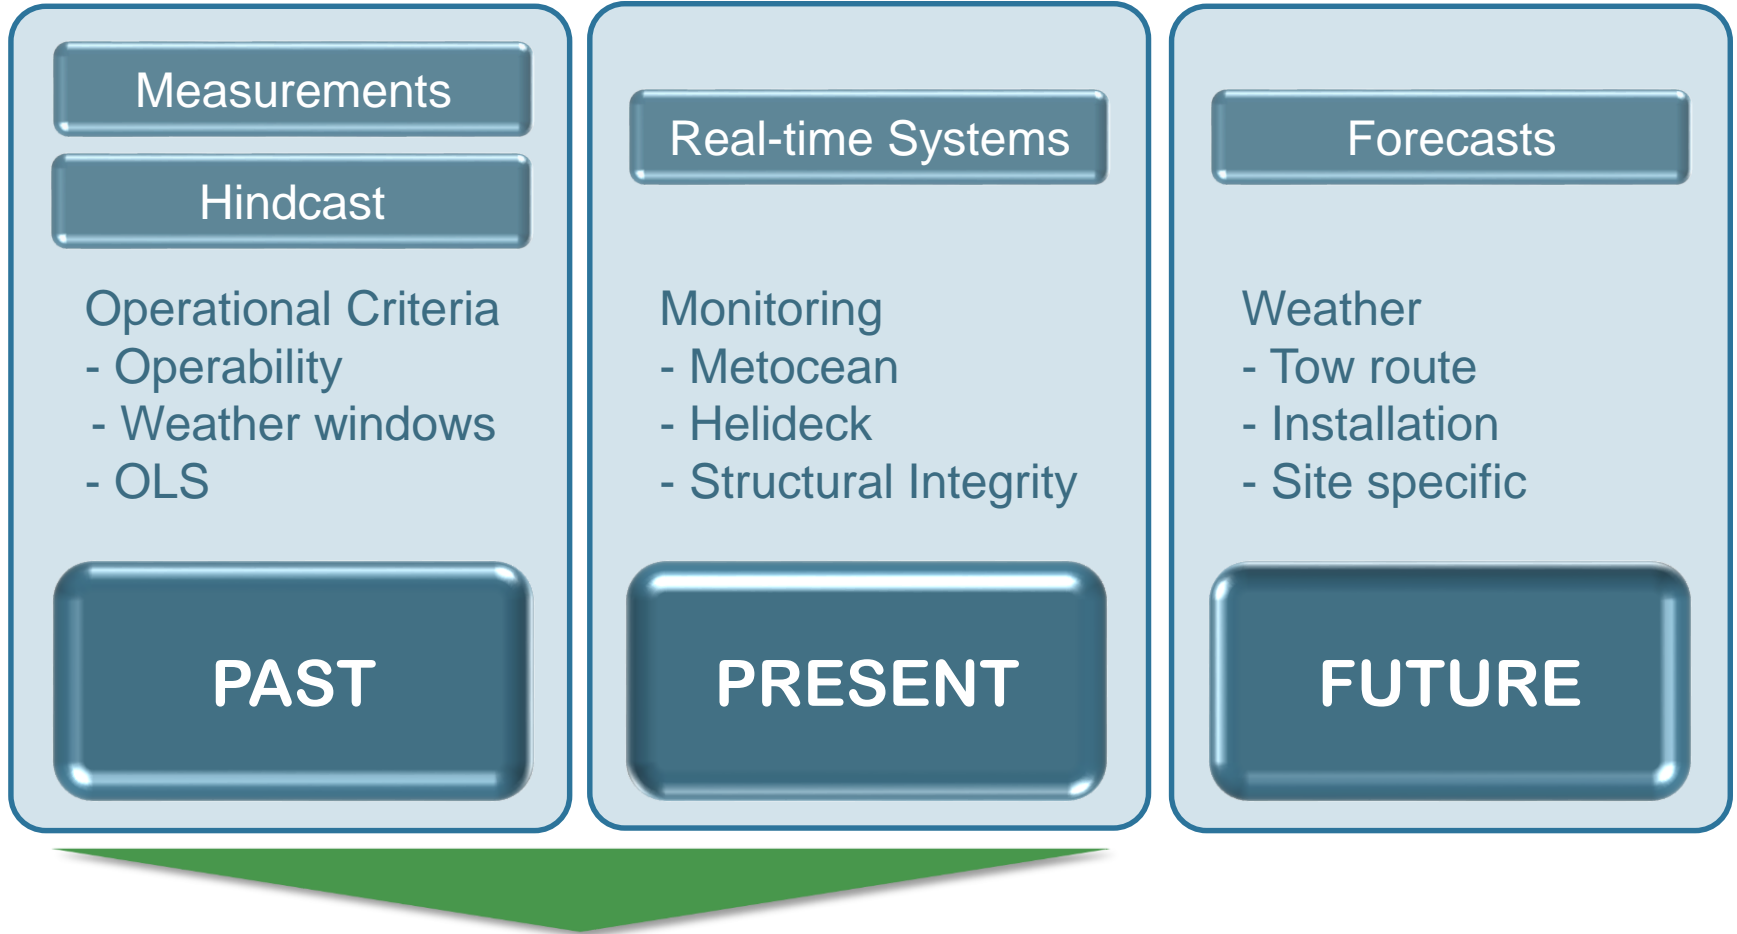 Measurements
Hindcast
Operational Criteria
- Operability
- Weather windows
- OLS
PAST
Real-time Systems
Monitoring
- Metocean
- Helideck
- Structural Integrity
PRESENT
Forecasts
Weather
- Tow route
- Installation
- Site specific
FUTURE